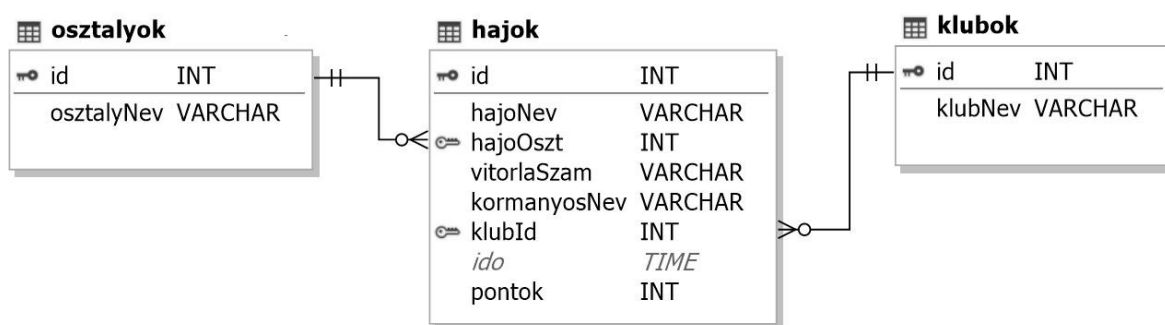 osztalyok
id INT
osztalyNev VARCHAR
hajok
id INT
hajoNev VARCHAR
hajoOszt INT
vitorlaSzam VARCHAR
kormanyosNev VARCHAR
klubId INT
ido TIME
pontok INT
klubok
id INT
klubNev VARCHAR